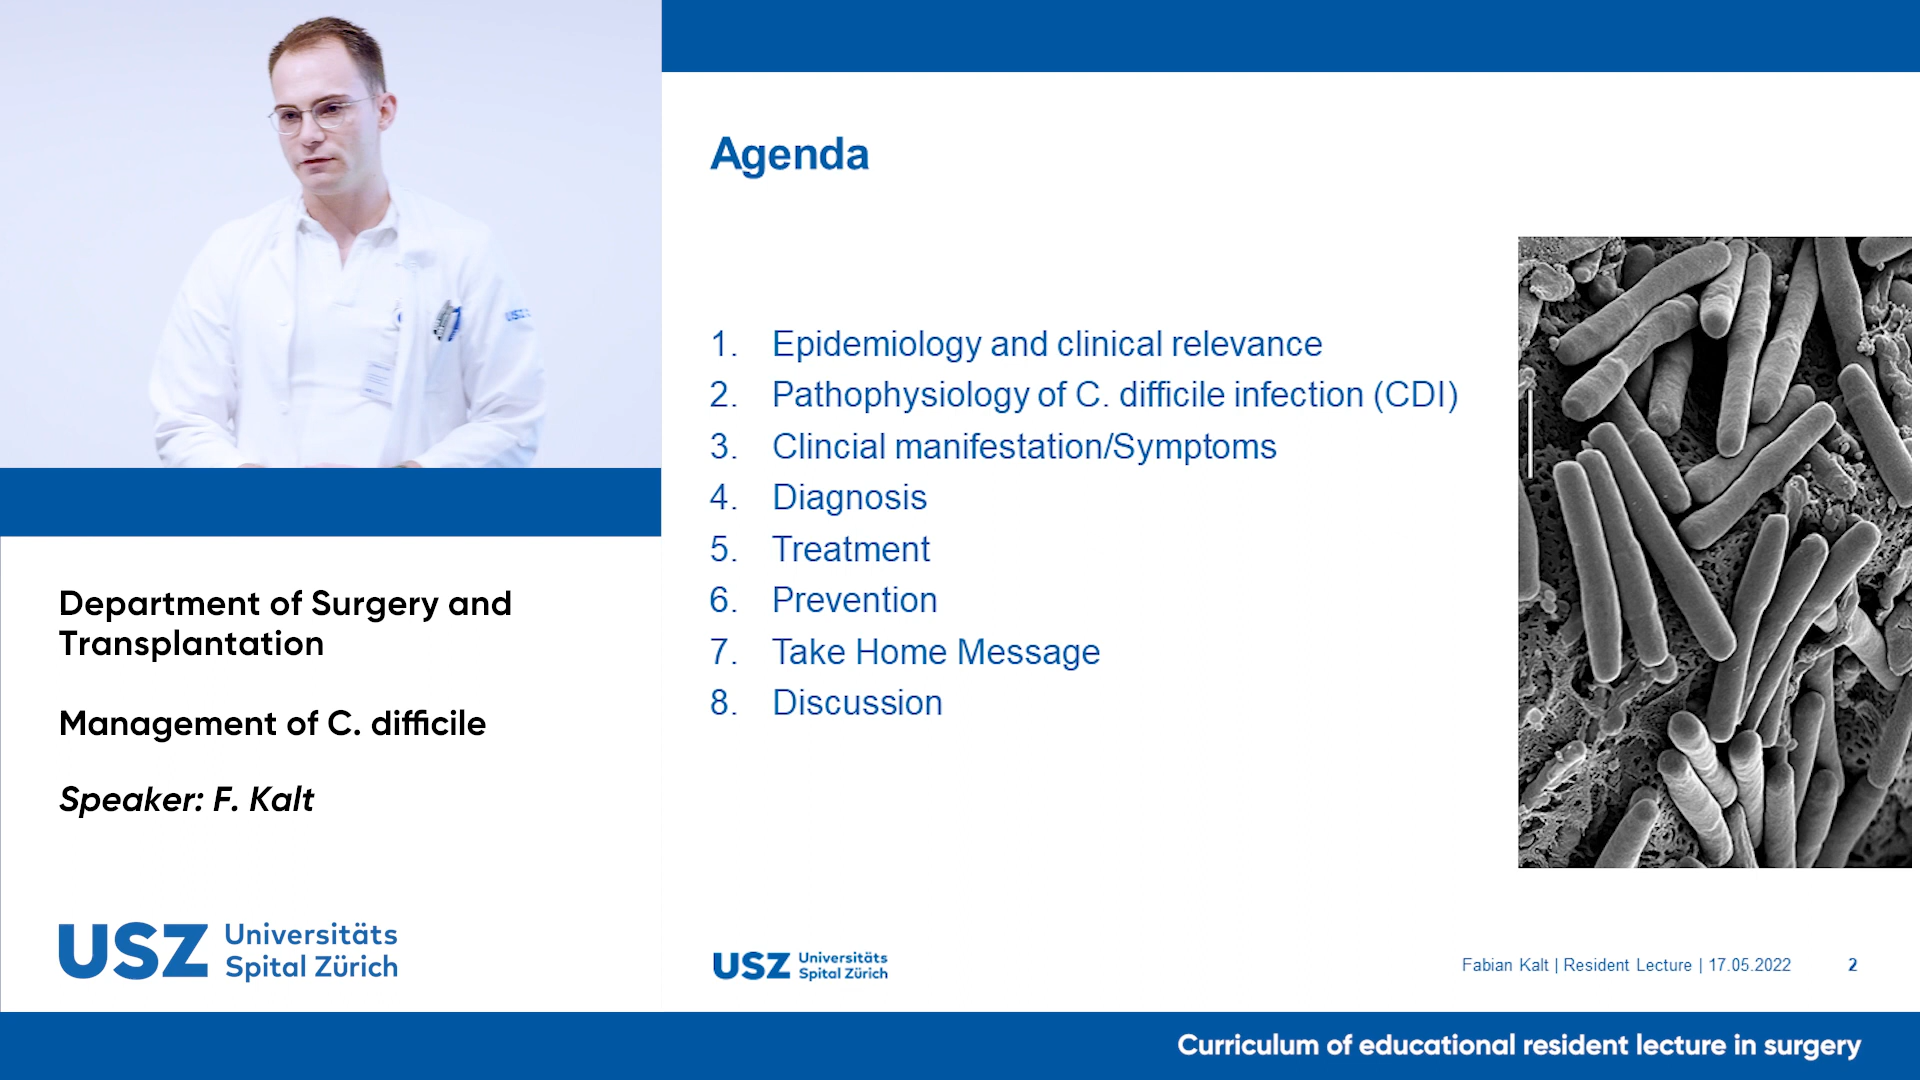 USZ
Department of Surgery and
Transplantation
Management of C. difficile
Speaker: F. Kalt
USZ Universitäts
Spital Zürich
Agenda
1. Epidemiology and clinical relevance
2. Pathophysiology of C. difficile infection (CDI)
3. Clincial manifestation/Symptoms
4. Diagnosis
5. Treatment
6. Prevention
7. Take Home Message
8. Discussion
USZ Universitäts
Spital Zürich
Fabian Kalt | Resident Lecture | 17.05.2022 2
Curriculum of educational resident lecture in surgery